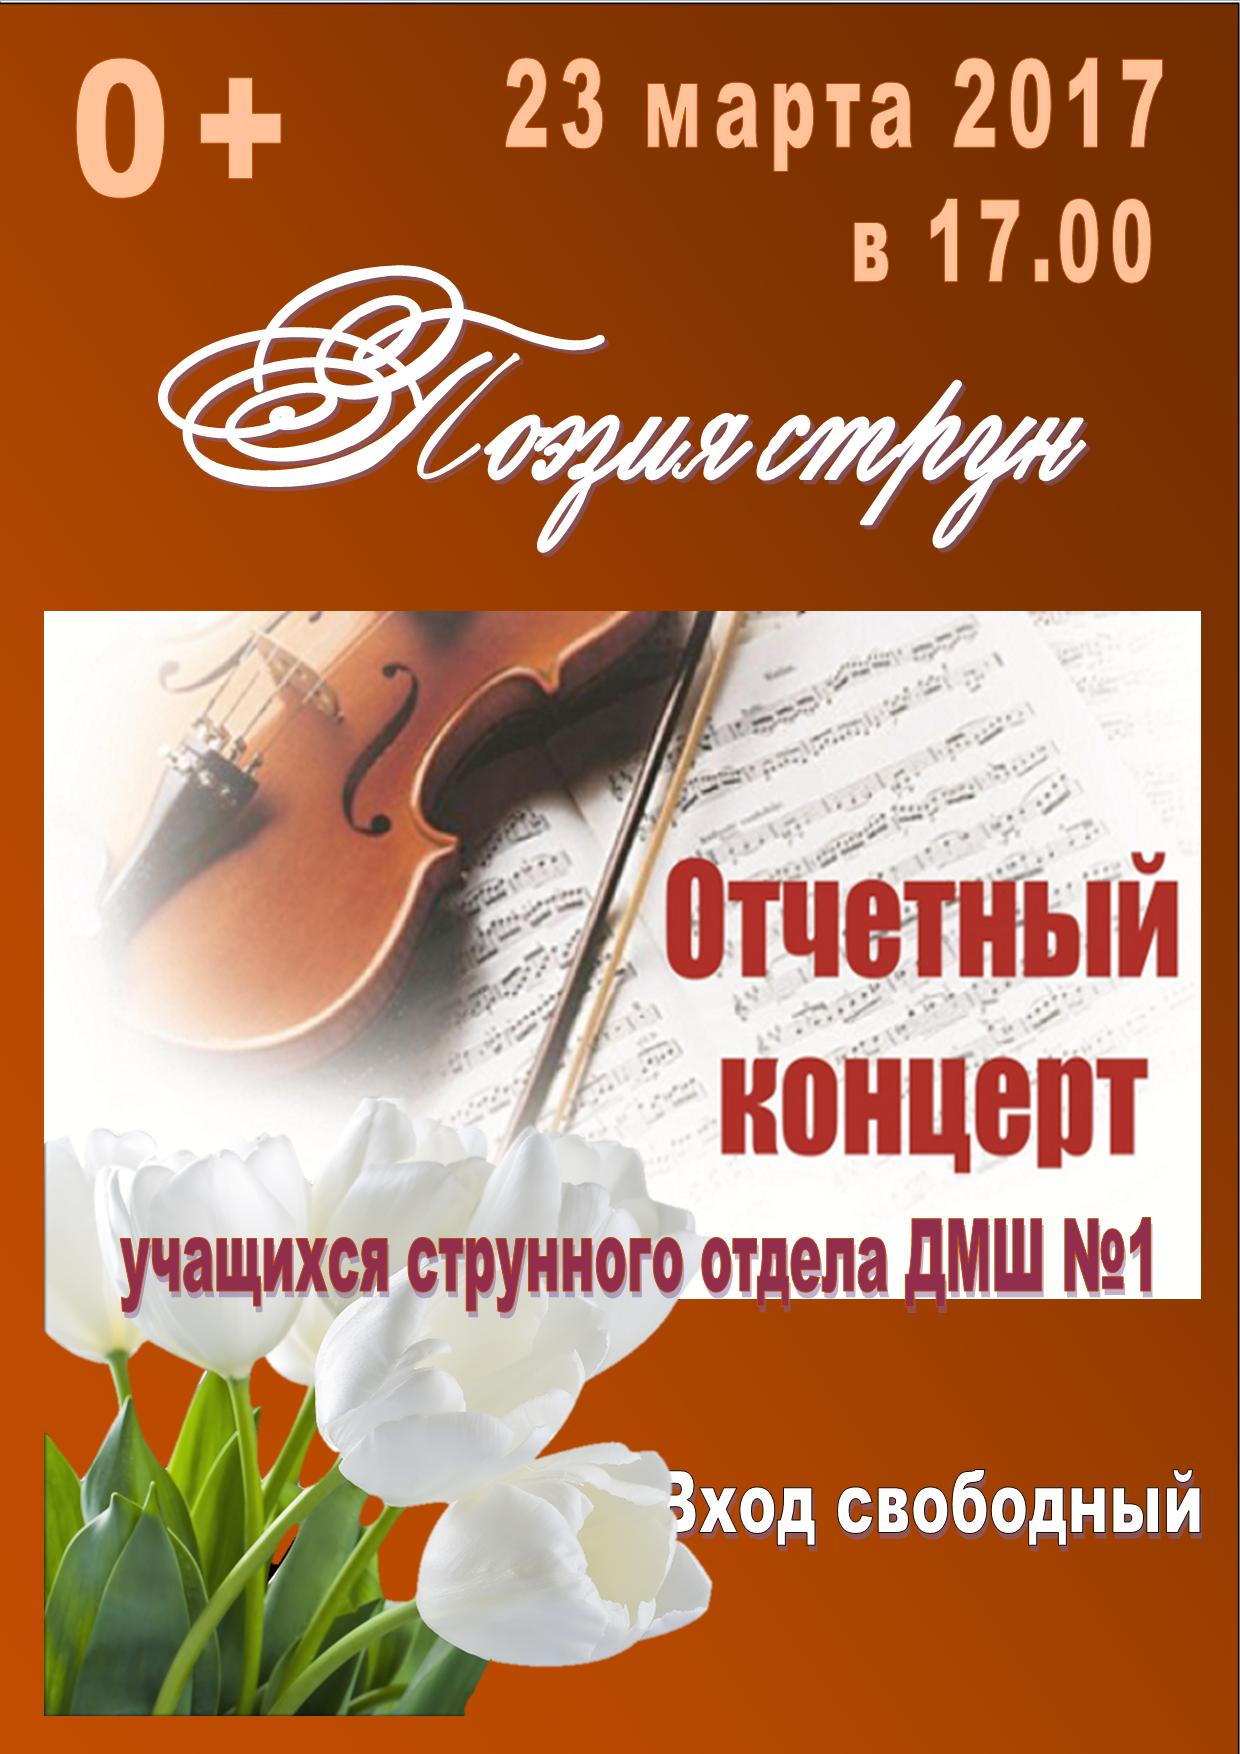 0+
23 марта 2017
в 17.00
Поэзия струн
Отчетный
концерт
учащихся струнного отдела ДМШ №1
Вход свободный